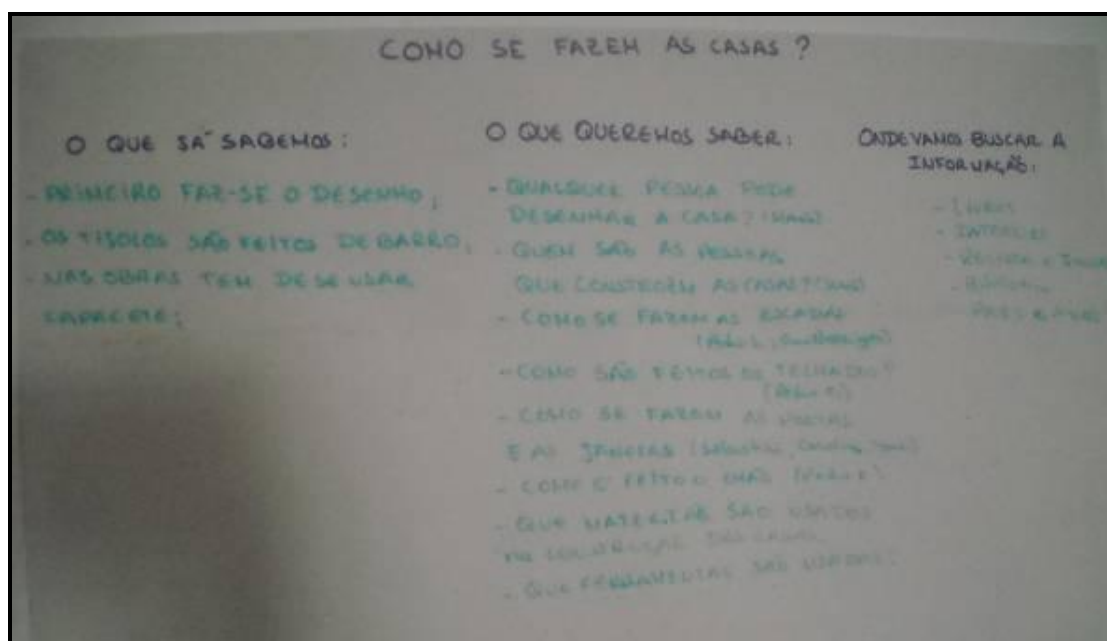 COMO SE FAZEM AS CASAS ?
O QUE JÁ SABEMOS :
- PRIMEIRO FAZ-SE O DESENHO ;
- OS TIJOLOS SÃO FEITOS DE BARRO ;
- NAS OBRAS TEM DE SE USAR
CAPACETE ;
O QUE QUEREMOS SABER :
- QUALQUER PESSOA PODE
DESENHAR A CASA ?
- QUEM SÃO AS PESSOAS
QUE CONSTROEM AS CASAS ?
- COMO SE FAZEM AS ESCADAS
- COMO SÃO FEITOS OS TELHADOS ?
- COMO SE FAZEM AS PORTAS
E AS JANELAS
- COMO É FEITO O CHÃO
- QUE MATERIAIS SÃO USADOS
NA CONSTRUÇÃO DAS CASAS
- QUE FERRAMENTAS SÃO USADAS
ONDE VAMOS BUSCAR A
INFORMAÇÃO :
- LIVROS
- INTERNET